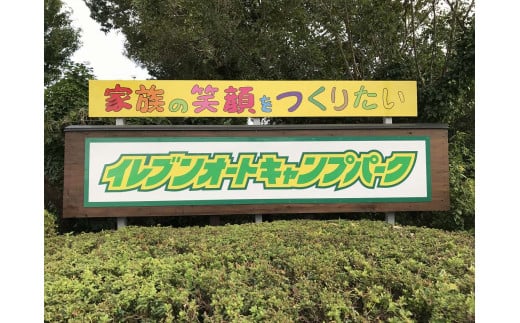 家族の笑顔をつくりたい
イレブンオートキャンプパーク